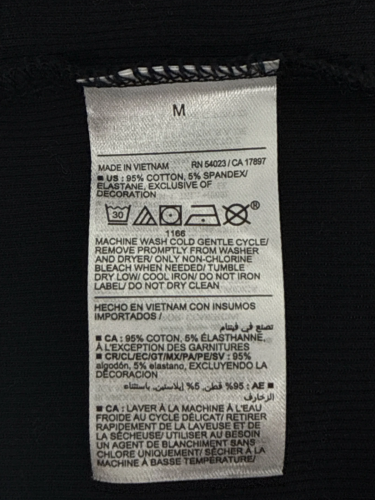 M
MADE IN VIETNAM RN 54023 / CA 17897
■ US : 95% COTTON, 5% SPANDEX/
ELASTANE, EXCLUSIVE OF
DECORATION
30 ®
1166
MACHINE WASH COLD GENTLE CYCLE/
REMOVE PROMPTLY FROM WASHER
AND DRYER/ ONLY NON-CHLORINE
BLEACH WHEN NEEDED/ TUMBLE
DRY LOW/ COOL IRON/ DO NOT IRON
LABEL/ DO NOT DRY CLEAN
HECHO EN VIETNAM CON INSUMOS
IMPORTADOS /
تصنع في فيتنام
■ CA : 95% COTON, 5% ÉLASTHANNE,
À L'EXCEPTION DES GARNITURES
■ CR/CL/EC/GT/MX/PA/PE/SV : 95%
algodón, 5% elastano, EXCLUYENDO LA
DECORACIÓN
■ AE : 95% قطن, 5% إيلاستين, باستثناء
الزخارف
■ CA : LAVER À LA MACHINE À L'EAU
FROIDE AU CYCLE DÉLICAT/ RETIRER
RAPIDEMENT DE LA LAVEUSE ET DE
LA SÉCHEUSE/ UTILISER AU BESOIN
UN AGENT DE BLANCHIMENT SANS
CHLORE UNIQUEMENT/ SÉCHER À LA
MACHINE À BASSE TEMPÉRATURE/